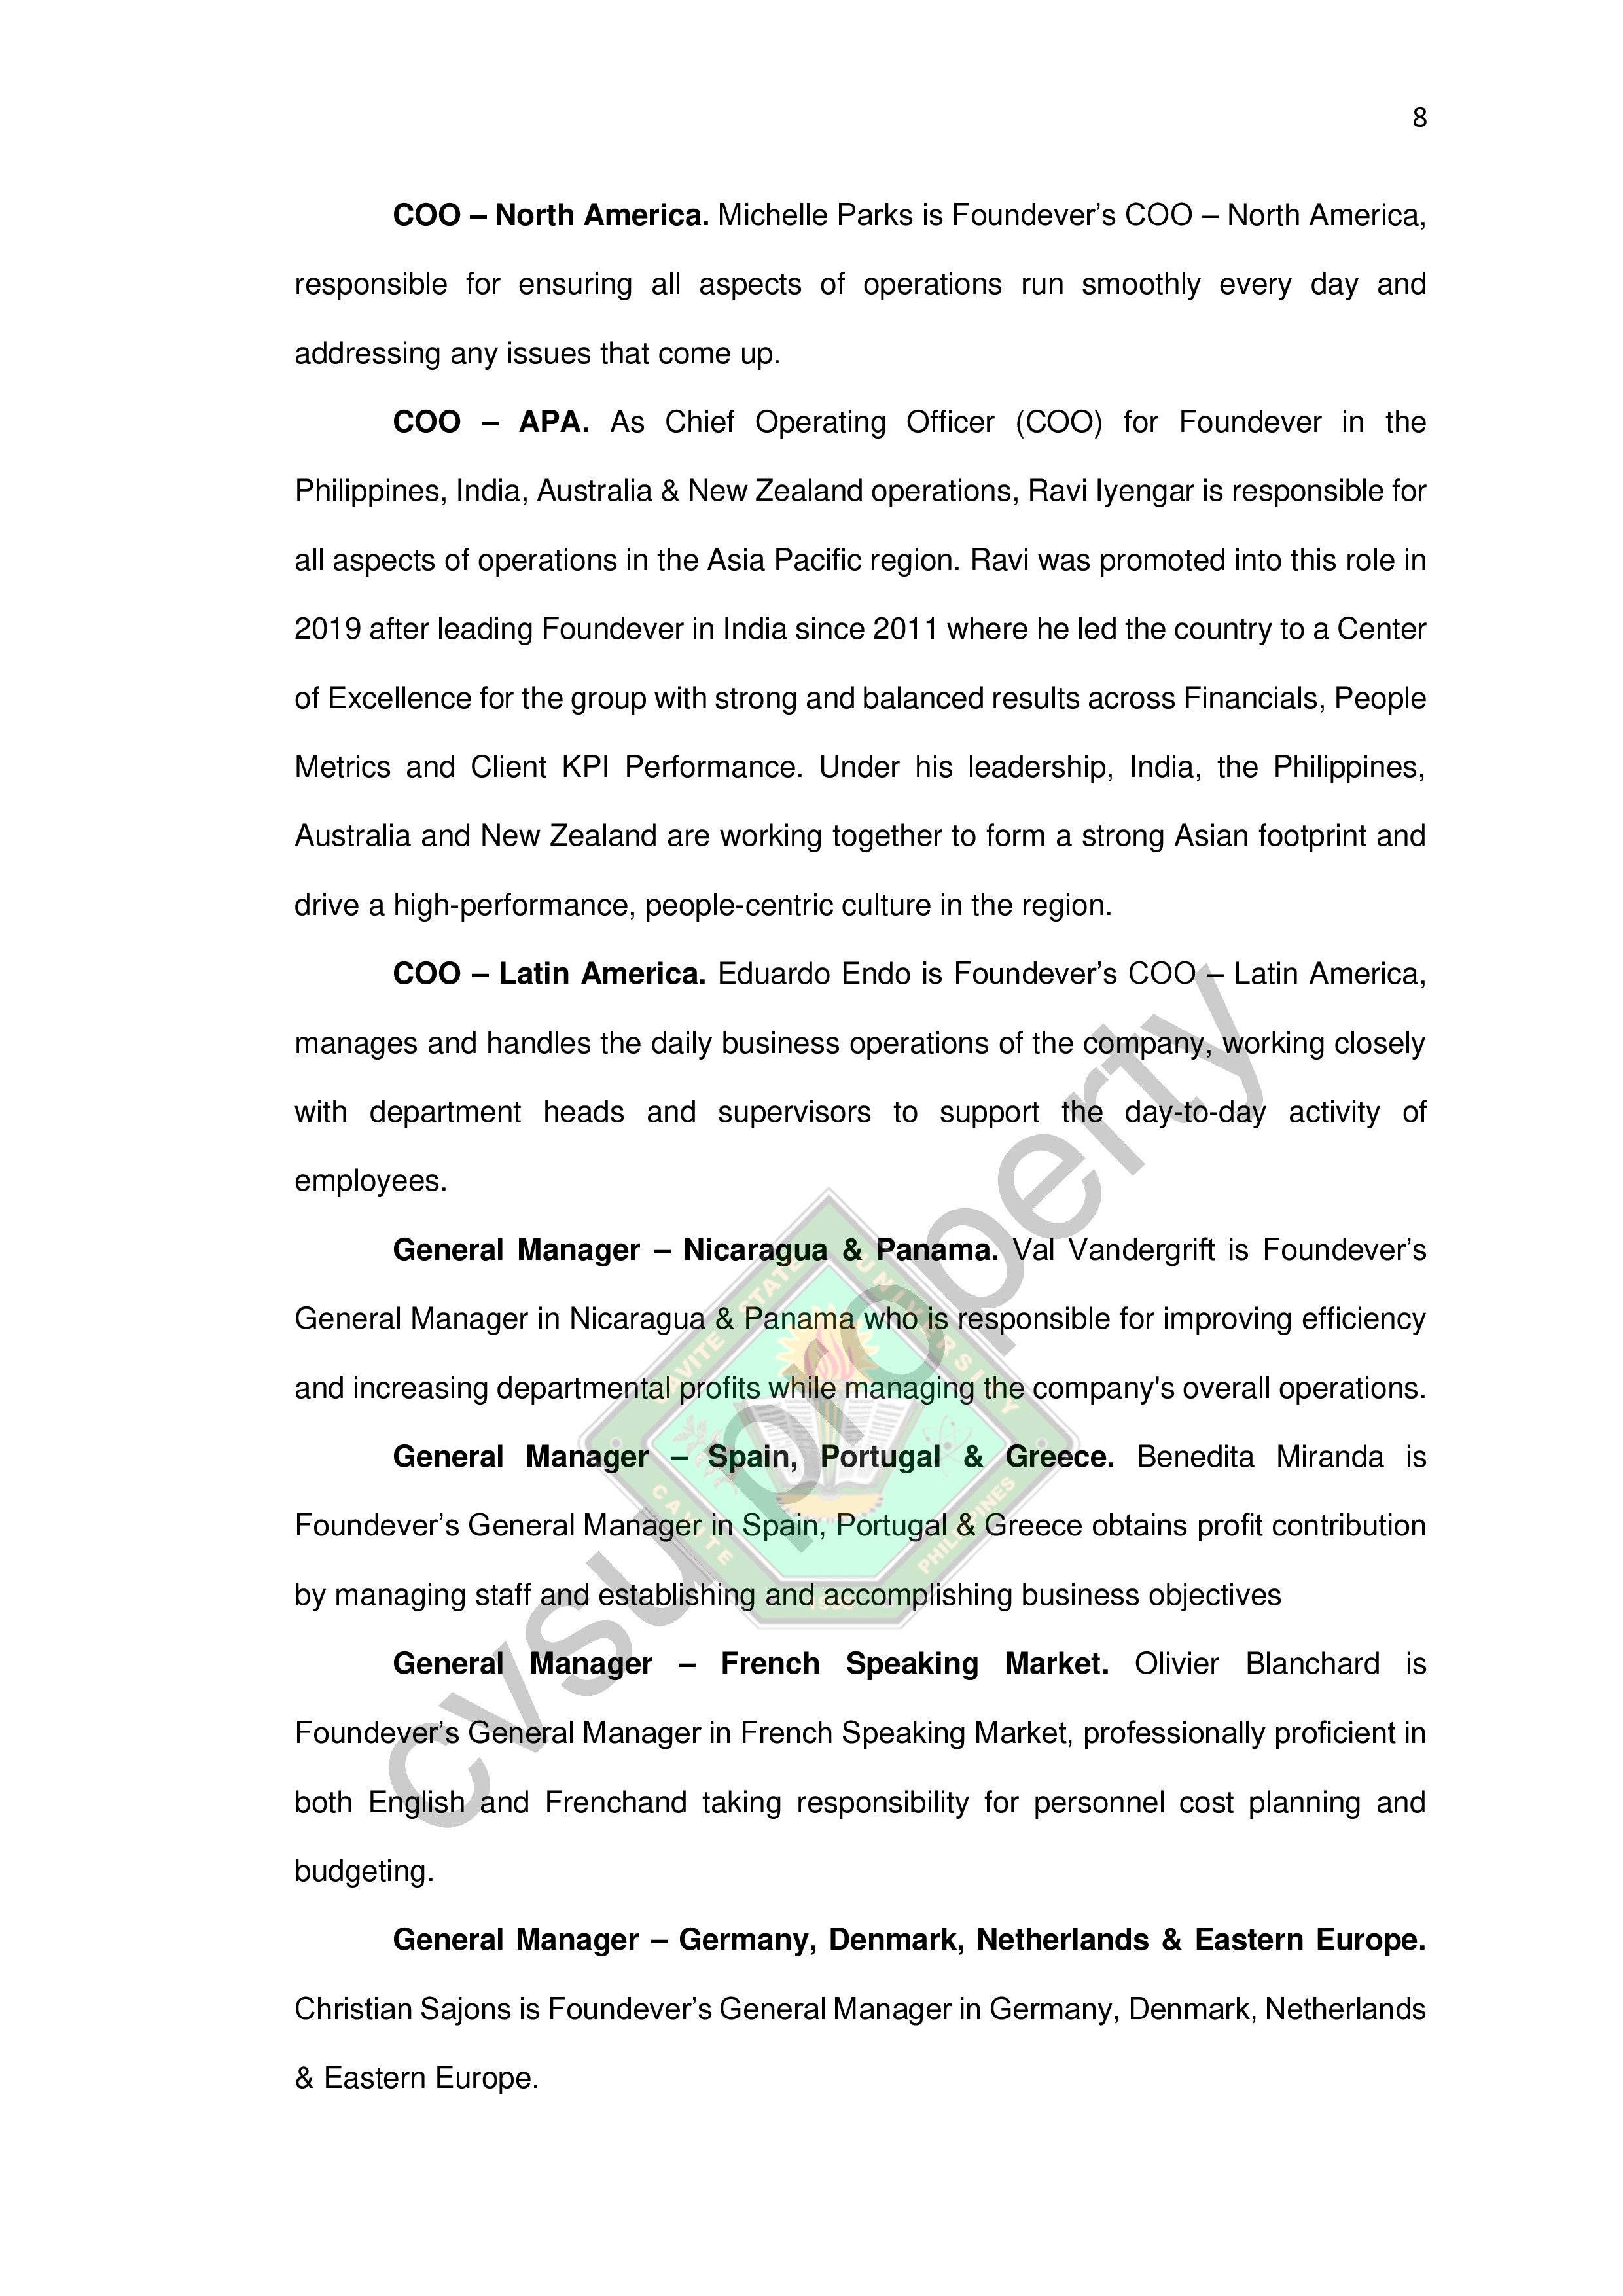 8
COO – North America. Michelle Parks is Foundever’s COO – North America,
responsible for ensuring all aspects of operations run smoothly every day and
addressing any issues that come up.
COO – APA. As Chief Operating Officer (COO) for Foundever in the
Philippines, India, Australia & New Zealand operations, Ravi Iyengar is responsible for
all aspects of operations in the Asia Pacific region. Ravi was promoted into this role in
2019 after leading Foundever in India since 2011 where he led the country to a Center
of Excellence for the group with strong and balanced results across Financials, People
Metrics and Client KPI Performance. Under his leadership, India, the Philippines,
Australia and New Zealand are working together to form a strong Asian footprint and
drive a high-performance, people-centric culture in the region.
COO – Latin America. Eduardo Endo is Foundever’s COO – Latin America,
manages and handles the daily business operations of the company, working closely
with department heads and supervisors to support the day-to-day activity of
employees.
General Manager – Nicaragua & Panama. Val Vandergrift is Foundever’s
General Manager in Nicaragua & Panama who is responsible for improving efficiency
and increasing departmental profits while managing the company's overall operations.
General Manager – Spain, Portugal & Greece. Benedita Miranda is
Foundever’s General Manager in Spain, Portugal & Greece obtains profit contribution
by managing staff and establishing and accomplishing business objectives
General Manager – French Speaking Market. Olivier Blanchard is
Foundever’s General Manager in French Speaking Market, professionally proficient in
both English and Frenchand taking responsibility for personnel cost planning and
budgeting.
General Manager – Germany, Denmark, Netherlands & Eastern Europe.
Christian Sajons is Foundever’s General Manager in Germany, Denmark, Netherlands
& Eastern Europe.
cvsu property
CAVITE STATE UNIVERSITY
CAVITE
PHILIPPINES